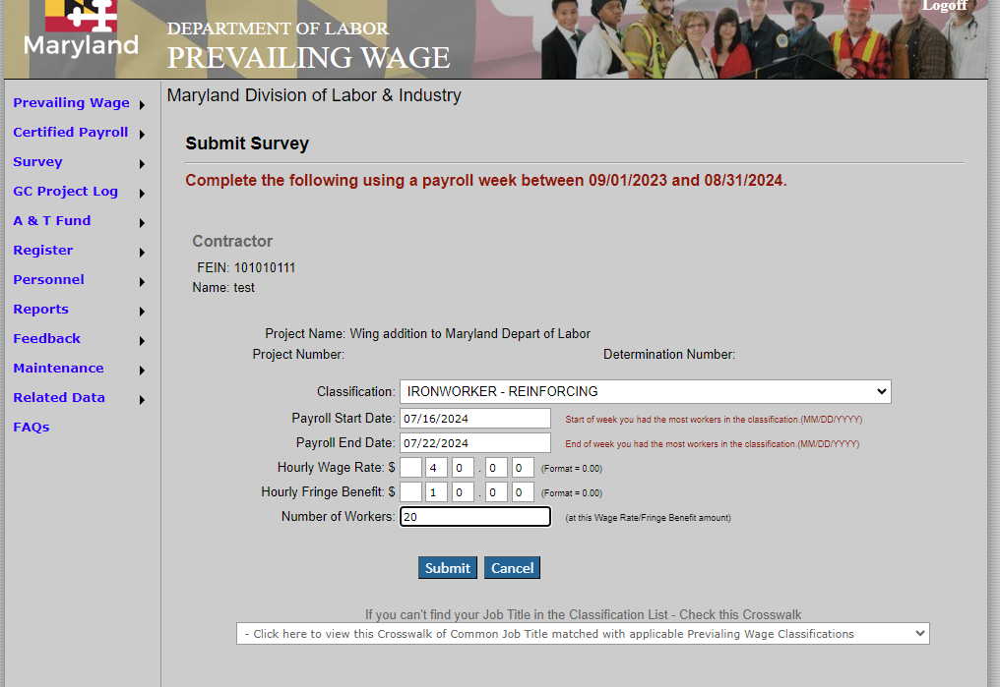 Logoff
Maryland
DEPARTMENT OF LABOR
PREVAILING WAGE
Prevailing Wage
Certified Payroll
Survey
GC Project Log
A & T Fund
Register
Personnel
Reports
Feedback
Maintenance
Related Data
FAQs
Maryland Division of Labor & Industry
Submit Survey
Complete the following using a payroll week between 09/01/2023 and 08/31/2024.
Contractor
FEIN: 101010111
Name: test
Project Name: Wing addition to Maryland Depart of Labor
Project Number: Determination Number:
Classification: IRONWORKER - REINFORCING
Payroll Start Date: 07/16/2024 Start of week you had the most workers in the classification.(MM/DD/YYYY)
Payroll End Date: 07/22/2024 End of week you had the most workers in the classification.(MM/DD/YYYY)
Hourly Wage Rate: $ 4 0 . 0 0 (Format = 0.00)
Hourly Fringe Benefit: $ 1 0 . 0 0 (Format = 0.00)
Number of Workers: 20 (at this Wage Rate/Fringe Benefit amount)
Submit Cancel
If you can't find your Job Title in the Classification List - Check this Crosswalk
- Click here to view this Crosswalk of Common Job Title matched with applicable Previaling Wage Classifications